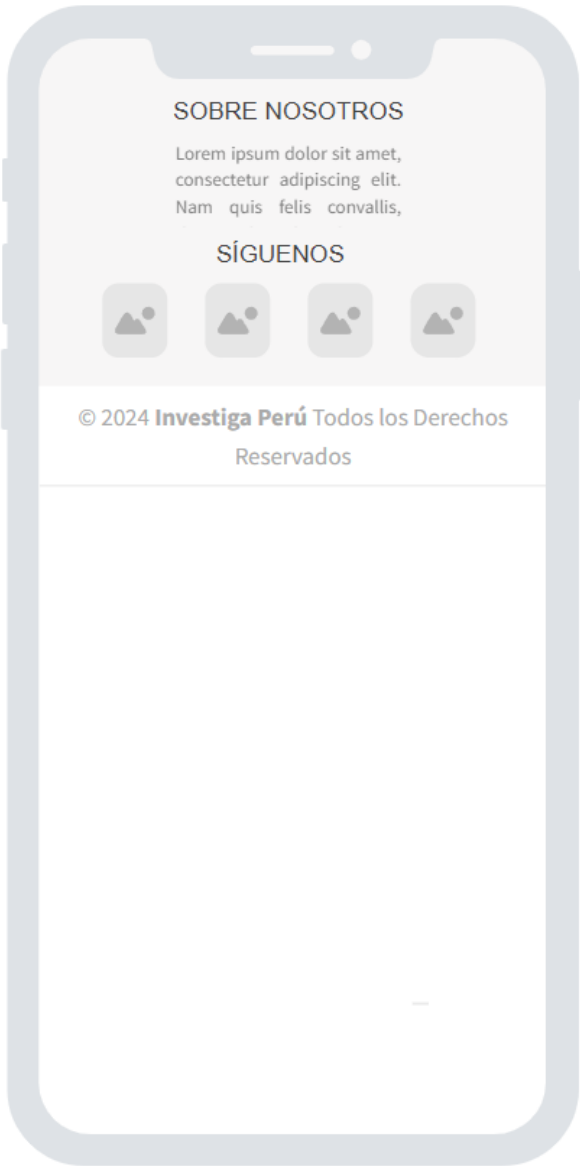 SOBRE NOSOTROS
Lorem ipsum dolor sit amet,
consectetur adipiscing elit.
Nam quis felis convallis,
SÍGUENOS
© 2024 Investiga Perú Todos los Derechos
Reservados